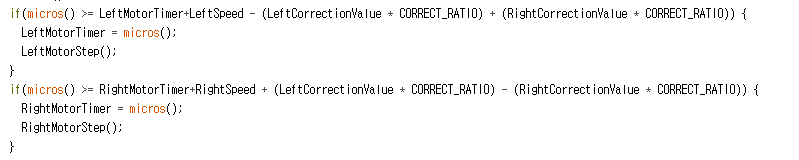 if(micros() >= LeftMotorTimer+LeftSpeed - (LeftCorrectionValue * CORRECT_RATIO) + (RightCorrectionValue * CORRECT_RATIO)) {
LeftMotorTimer = micros();
LeftMotorStep();
}
if(micros() >= RightMotorTimer+RightSpeed + (LeftCorrectionValue * CORRECT_RATIO) - (RightCorrectionValue * CORRECT_RATIO)) {
RightMotorTimer = micros();
RightMotorStep();
}